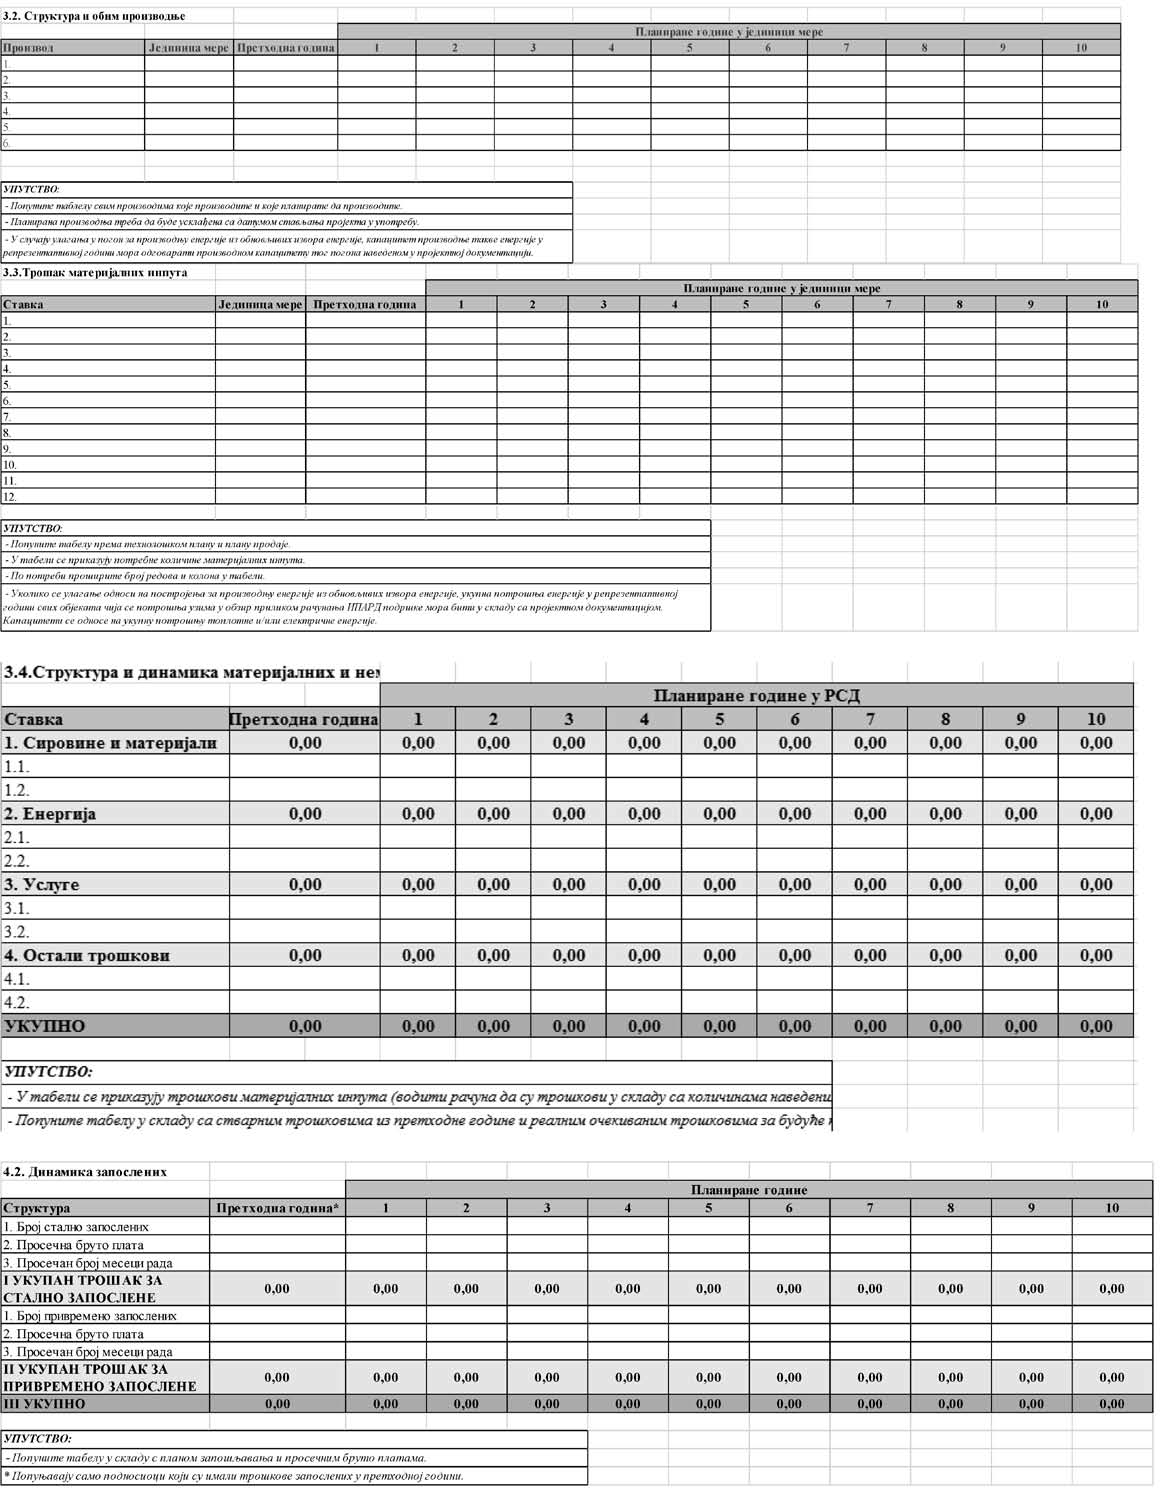 3.2. Структура и обим производње
Планиране године у јединици мере
Производ Јединица мере Претходна година 1 2 3 4 5 6 7 8 9 10
1.
2.
3.
4.
5.
6.
УПУТСТВО:
- Попуните таблелу свим производима које производите и које планирате да производите.
- Планирана производња треба да буде усклађена са датумом стављања пројекта у употребу.
- У случају улагања у погон за производњу енергије из обновљивих извора енергије, капацитет производње такве енергије у
репрезентативној години мора одговарати производном капацитету тог погона наведеном у пројектној документацији.
3.3.Трошак материјалних инпута
Планиране године у јединици мере
Ставка Јединица мере Претходна година 1 2 3 4 5 6 7 8 9 10
1.
2.
3.
4.
5.
6.
7.
8.
9.
10.
11.
12.
УПУТСТВО:
- Попуните табелу према технолошком плану и плану продаје.
- У табели се приказују потребне количине материјалних инпута.
- По потреби проширите број редова и колона у табели.
- Уколико се улагање односи на постројења за производњу енергије из обновљивих извора енергије, укупна потрошња енергије у репрезентативној
години свих објеката чија се потрошња узима у обзир приликом рачунања ИПАРД подршке мора бити у складу са пројектном документацијом.
Капацитети се односе на укупну потрошњу топлотне и/или електричне енергије.
3.4.Структура и динамика материјалних и нем
Планиране године у РСД
Ставка Претходна година 1 2 3 4 5 6 7 8 9 10
1. Сировине и материјали 0,00 0,00 0,00 0,00 0,00 0,00 0,00 0,00 0,00 0,00 0,00
1.1.
1.2.
2. Енергија 0,00 0,00 0,00 0,00 0,00 0,00 0,00 0,00 0,00 0,00 0,00
2.1.
2.2.
3. Услуге 0,00 0,00 0,00 0,00 0,00 0,00 0,00 0,00 0,00 0,00 0,00
3.1.
3.2.
4. Остали трошкови 0,00 0,00 0,00 0,00 0,00 0,00 0,00 0,00 0,00 0,00 0,00
4.1.
4.2.
УКУПНО 0,00 0,00 0,00 0,00 0,00 0,00 0,00 0,00 0,00 0,00 0,00
УПУТСТВО:
- У табели се приказују трошкови материјалних инпута (водити рачуна да су трошкови у складу са количинама наведени
- Попуните табелу у складу са стварним трошковима из претходне године и реалним очекиваним трошковима за будуће
4.2. Динамика запослених
Планиране године
Структура Претходна година* 1 2 3 4 5 6 7 8 9 10
1. Број стално запослених
2. Просечна бруто плата
3. Просечан број месеци рада
I УКУПАН ТРОШАК ЗА
СТАЛНО ЗАПОСЛЕНЕ 0,00 0,00 0,00 0,00 0,00 0,00 0,00 0,00 0,00 0,00 0,00
1. Број привремено запослених
2. Просечна бруто плата
3. Просечан број месеци рада
II УКУПАН ТРОШАК ЗА
ПРИВРЕМЕНО ЗАПОСЛЕНЕ 0,00 0,00 0,00 0,00 0,00 0,00 0,00 0,00 0,00 0,00 0,00
III УКУПНО 0,00 0,00 0,00 0,00 0,00 0,00 0,00 0,00 0,00 0,00 0,00
УПУТСТВО:
- Попуните табелу у складу с планом запошљавања и просечним бруто платама.
* Попуњавају само подносиоци који су имали трошкове запослених у претходној години.